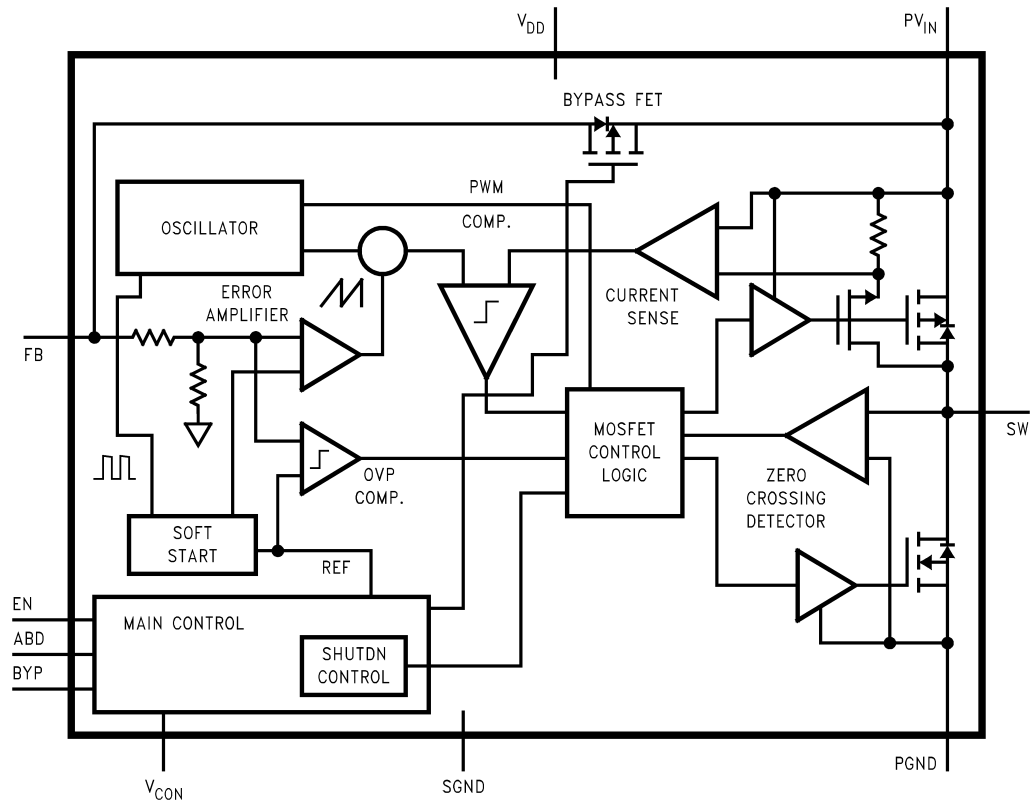 VDD
PVIN
BYPASS FET
OSCILLATOR
PWM
COMP.
ERROR
AMPLIFIER
CURRENT
SENSE
FB
SW
MOSFET
CONTROL
LOGIC
OVP
COMP.
ZERO
CROSSING
DETECTOR
SOFT
START
REF
EN
ABD
BYP
MAIN CONTROL
SHUTDN
CONTROL
VCON
SGND
PGND